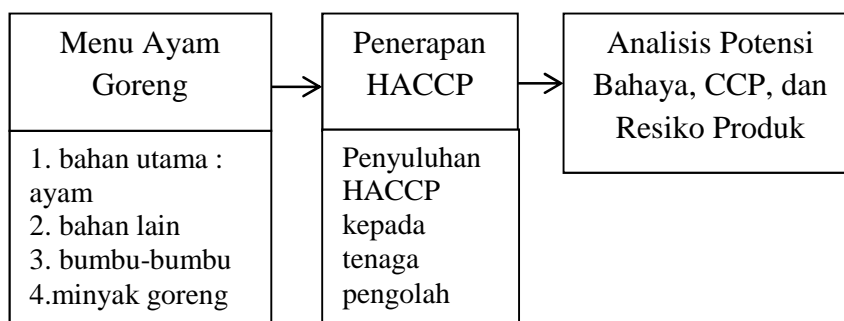 Menu Ayam
Goreng
1. bahan utama :
ayam
2. bahan lain
3. bumbu-bumbu
4.minyak goreng
Penerapan
HACCP
Penyuluhan
HACCP
kepada
tenaga
pengolah
Analisis Potensi
Bahaya, CCP, dan
Resiko Produk